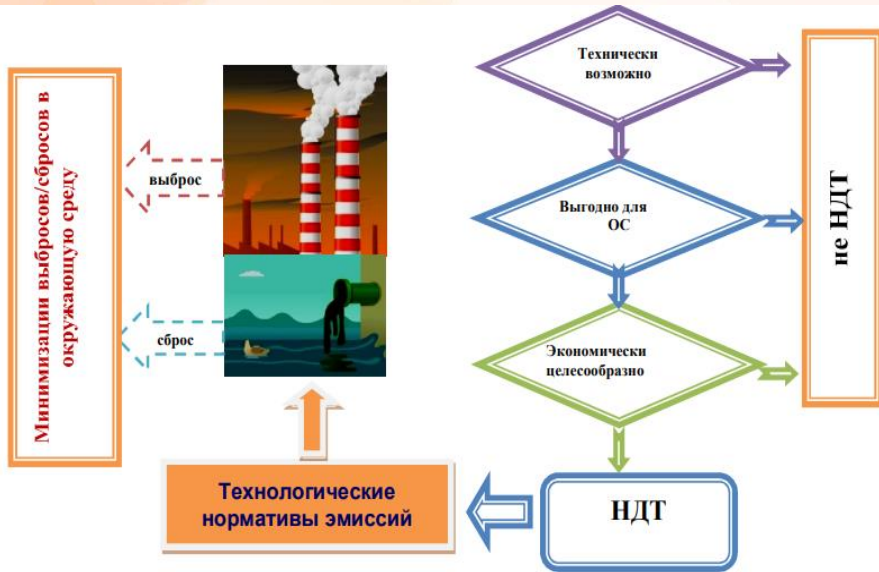 Минимизации выбросов/сбросов в
окружающую среду
выброс
сброс
Технически
возможно
Выгодно для
ОС
Экономически
целесообразно
не НДТ
НДТ
Технологические
нормативы эмиссий